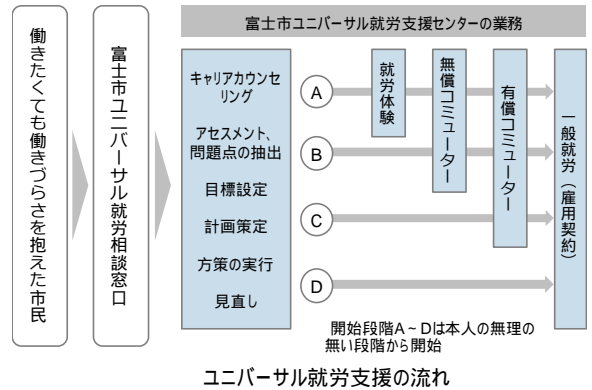 働きたくても働きづらさを抱えた市民
富士市ユニバーサル就労相談窓口
富士市ユニバーサル就労支援センターの業務
キャリアカウンセ
リング
アセスメント、
問題点の抽出
目標設定
計画策定
方策の実行
見直し
A
B
C
D
就労体験
無償コミューター
有償コミューター
一般就労（雇用契約）
開始段階A～Dは本人の無理の
無い段階から開始
ユニバーサル就労支援の流れ